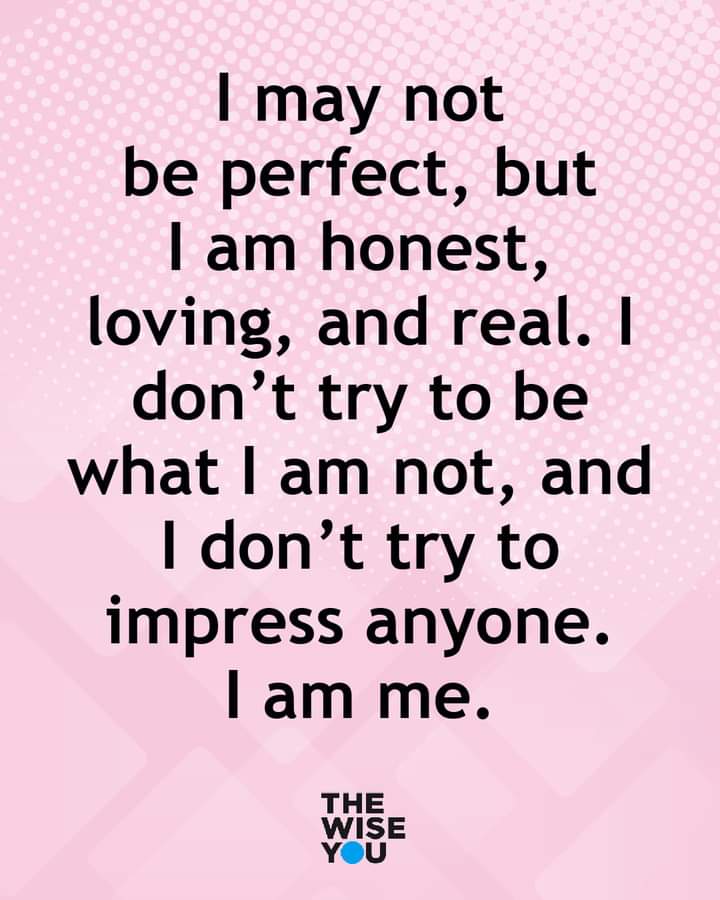 I may not
be perfect, but
I am honest,
loving, and real. I
don’t try to be
what I am not, and
I don’t try to
impress anyone.
I am me.
THE
WISE
YOU